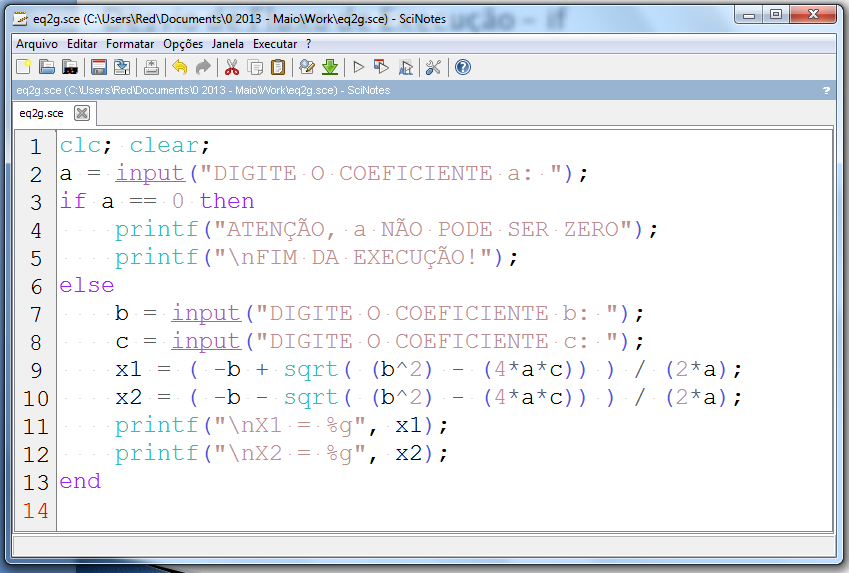 eq2g.sce (C:\Users\Red\Documents\0 2013 - Maio\Work\eq2g.sce) - SciNotes
Arquivo Editar Formatar Opções Janela Executar ?
eq2g.sce (C:\Users\Red\Documents\0 2013 - Maio\Work\eq2g.sce) - SciNotes ?
eq2g.sce
1 clc; clear;
2 a = input("DIGITE O COEFICIENTE a: ");
3 if a == 0 then
4 printf("ATENÇÃO, a NÃO PODE SER ZERO");
5 printf("\nFIM DA EXECUÇÃO!");
6 else
7 b = input("DIGITE O COEFICIENTE b: ");
8 c = input("DIGITE O COEFICIENTE c: ");
9 x1 = ( -b + sqrt( (b^2) - (4*a*c)) ) / (2*a);
10 x2 = ( -b - sqrt( (b^2) - (4*a*c)) ) / (2*a);
11 printf("\nX1 = %g", x1);
12 printf("\nX2 = %g", x2);
13 end
14